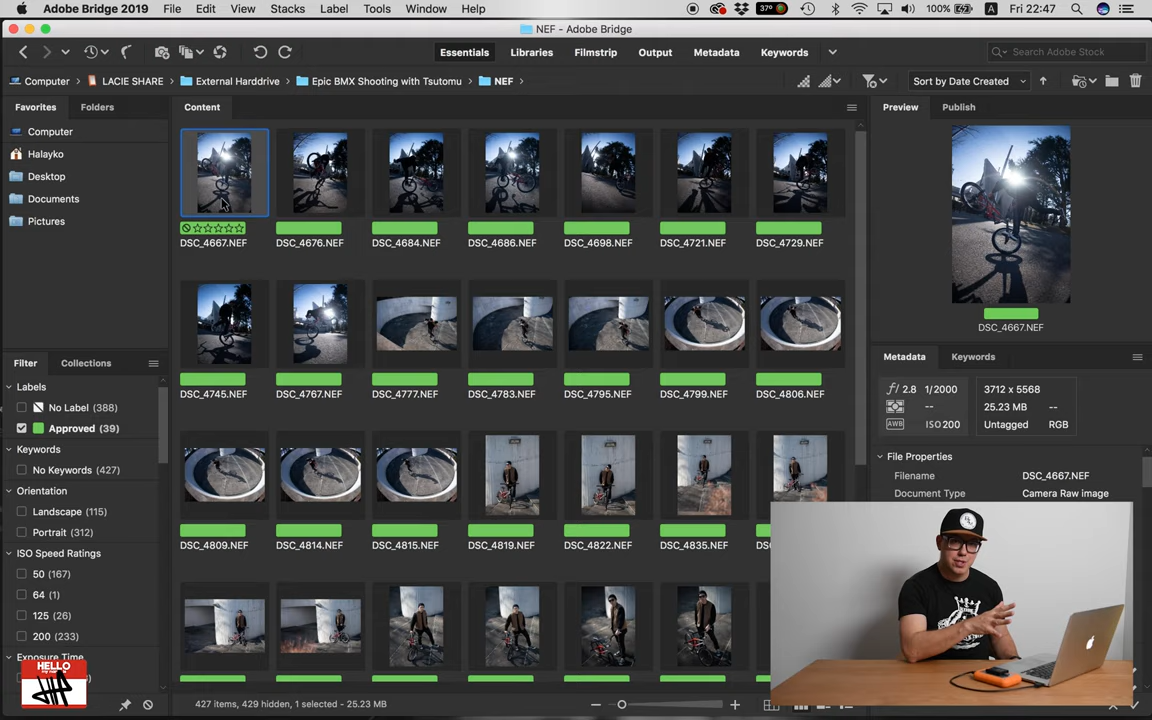 Adobe Bridge 2019 File Edit View Stacks Label Tools Window Help 37° 100% A Fri 22:47
NEF - Adobe Bridge
Essentials Libraries Filmstrip Output Metadata Keywords Search Adobe Stock
Computer LACIE SHARE External Harddrive Epic BMX Shooting with Tsutomu NEF Sort by Date Created
Favorites Folders Content Preview Publish
Computer
Halayko
Desktop
Documents
Pictures
DSC_4667.NEF DSC_4676.NEF DSC_4684.NEF DSC_4686.NEF DSC_4698.NEF DSC_4721.NEF DSC_4729.NEF
DSC_4745.NEF DSC_4767.NEF DSC_4777.NEF DSC_4783.NEF DSC_4795.NEF DSC_4799.NEF DSC_4806.NEF
DSC_4809.NEF DSC_4814.NEF DSC_4815.NEF DSC_4819.NEF DSC_4822.NEF DSC_4835.NEF
DSC_4667.NEF
Filter Collections
Labels
No Label (388)
Approved (39)
Keywords
No Keywords (427)
Orientation
Landscape (115)
Portrait (312)
ISO Speed Ratings
50 (167)
64 (1)
125 (26)
200 (233)
Exposure Time
HELLO
Metadata Keywords
f/ 2.8 1/2000 3712 x 5568
-- 25.23 MB --
AWB ISO 200 Untagged RGB
File Properties
Filename DSC_4667.NEF
Document Type Camera Raw image
427 items, 429 hidden, 1 selected - 25.23 MB